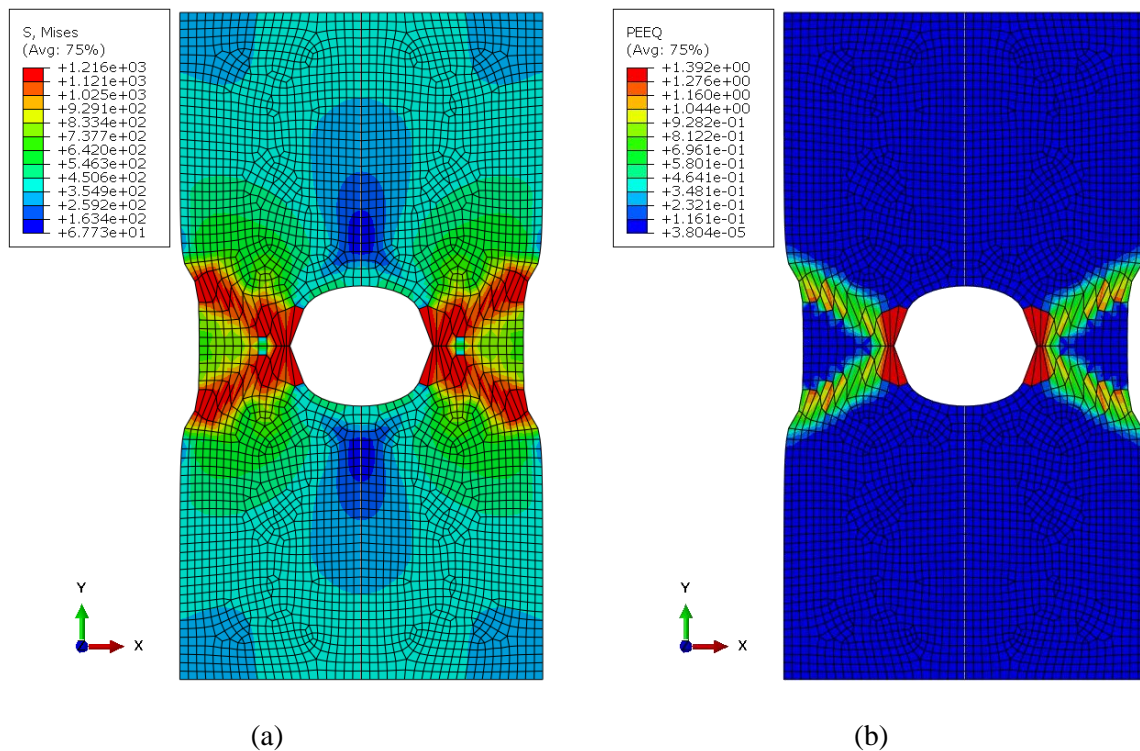 S, Mises
(Avg: 75%)
+1.216e+03
+1.121e+03
+1.025e+03
+9.291e+02
+8.334e+02
+7.377e+02
+6.420e+02
+5.463e+02
+4.506e+02
+3.549e+02
+2.592e+02
+1.634e+02
+6.773e+01
Y
X
(a)
PEEQ
(Avg: 75%)
+1.392e+00
+1.276e+00
+1.160e+00
+1.044e+00
+9.282e-01
+8.122e-01
+6.961e-01
+5.801e-01
+4.641e-01
+3.481e-01
+2.321e-01
+1.161e-01
+3.804e-05
Y
X
(b)